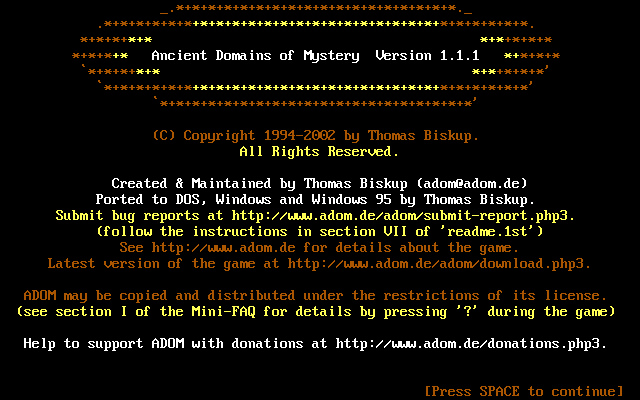 Ancient Domains of Mystery Version 1.1.1
(C) Copyright 1994-2002 by Thomas Biskup.
All Rights Reserved.
Created & Maintained by Thomas Biskup (adom@adom.de)
Ported to DOS, Windows and Windows 95 by Thomas Biskup.
Submit bug reports at http://www.adom.de/adom/submit-report.php3.
(follow the instructions in section VII of 'readme.1st')
See http://www.adom.de for details about the game.
Latest version of the game at http://www.adom.de/adom/download.php3.
ADOM may be copied and distributed under the restrictions of its license.
(see section I of the Mini-FAQ for details by pressing '?' during the game)
Help to support ADOM with donations at http://www.adom.de/donations.php3.
[Press SPACE to continue]